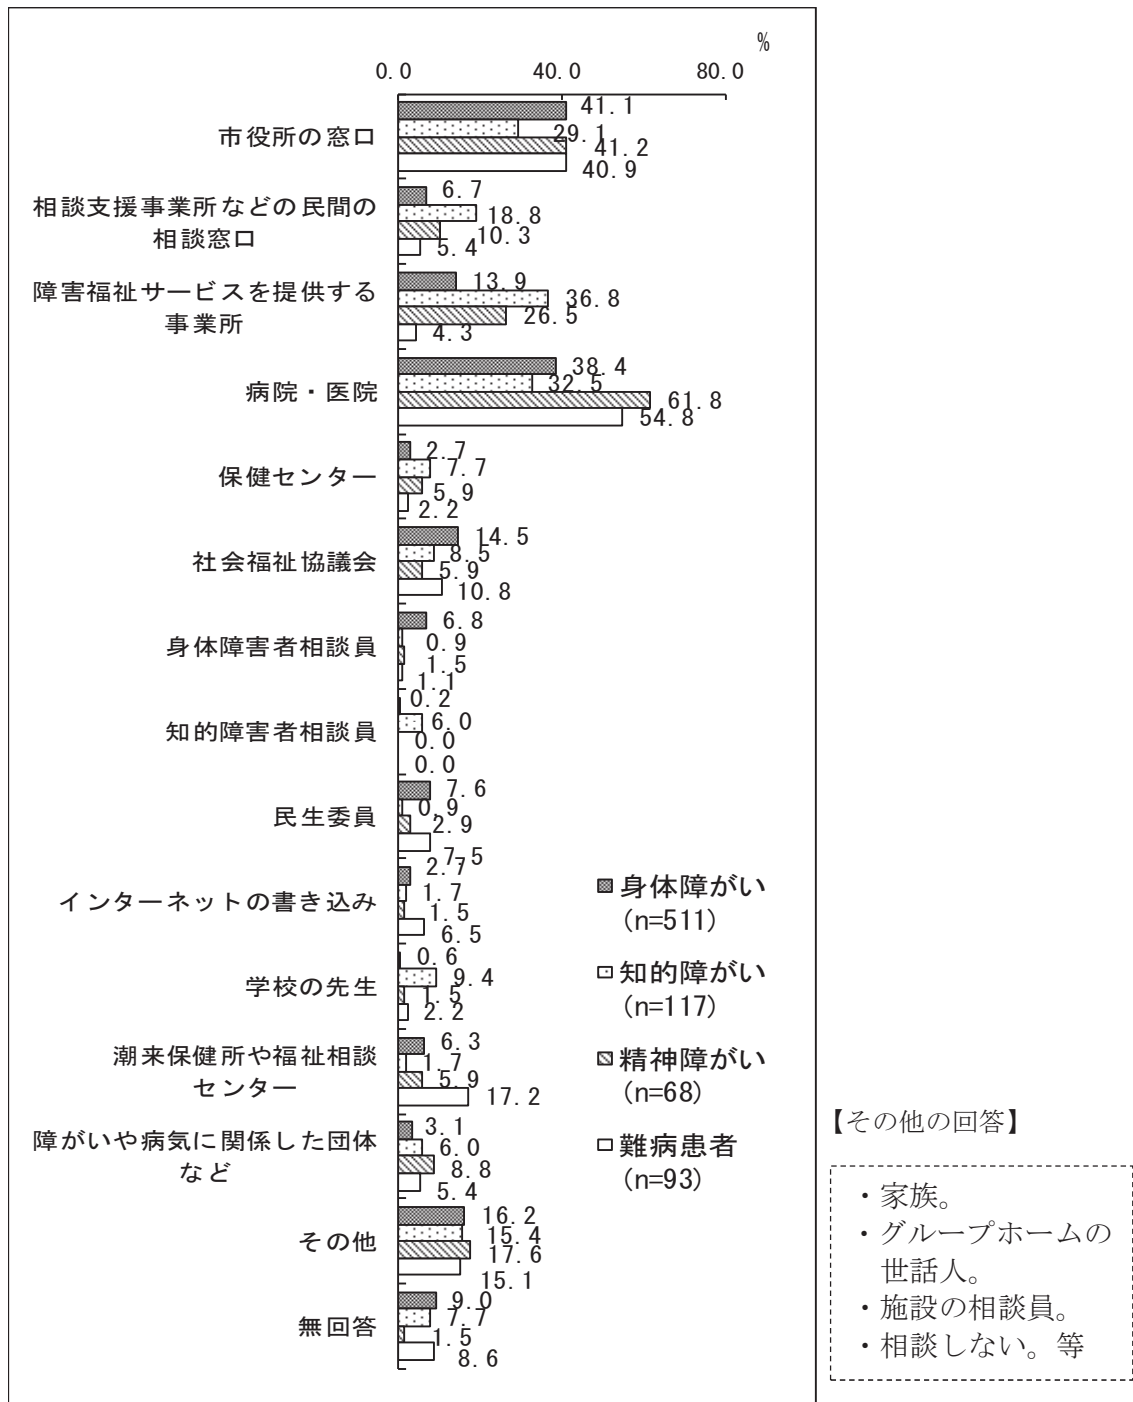 %
0.0 40.0 80.0
市役所の窓口
41.1
29.1
41.2
40.9
相談支援事業所などの民間の
相談窓口
6.7
18.8
10.3
5.4
障害福祉サービスを提供する
事業所
13.9
36.8
26.5
4.3
病院・医院
38.4
32.5
61.8
54.8
保健センター
2.7
7.7
5.9
2.2
社会福祉協議会
14.5
8.5
5.9
10.8
身体障害者相談員
6.8
0.9
1.5
1.1
知的障害者相談員
0.2
6.0
0.0
0.0
民生委員
7.6
0.9
2.9
7.5
インターネットの書き込み
2.7
1.7
1.5
6.5
学校の先生
0.6
9.4
1.5
2.2
潮来保健所や福祉相談
センター
6.3
1.7
5.9
17.2
障がいや病気に関係した団体
など
3.1
6.0
8.8
5.4
その他
16.2
15.4
17.6
15.1
無回答
9.0
7.7
1.5
8.6
身体障がい
(n=511)
知的障がい
(n=117)
精神障がい
(n=68)
難病患者
(n=93)
【その他の回答】
・家族。
・グループホームの
世話人。
・施設の相談員。
・相談しない。等